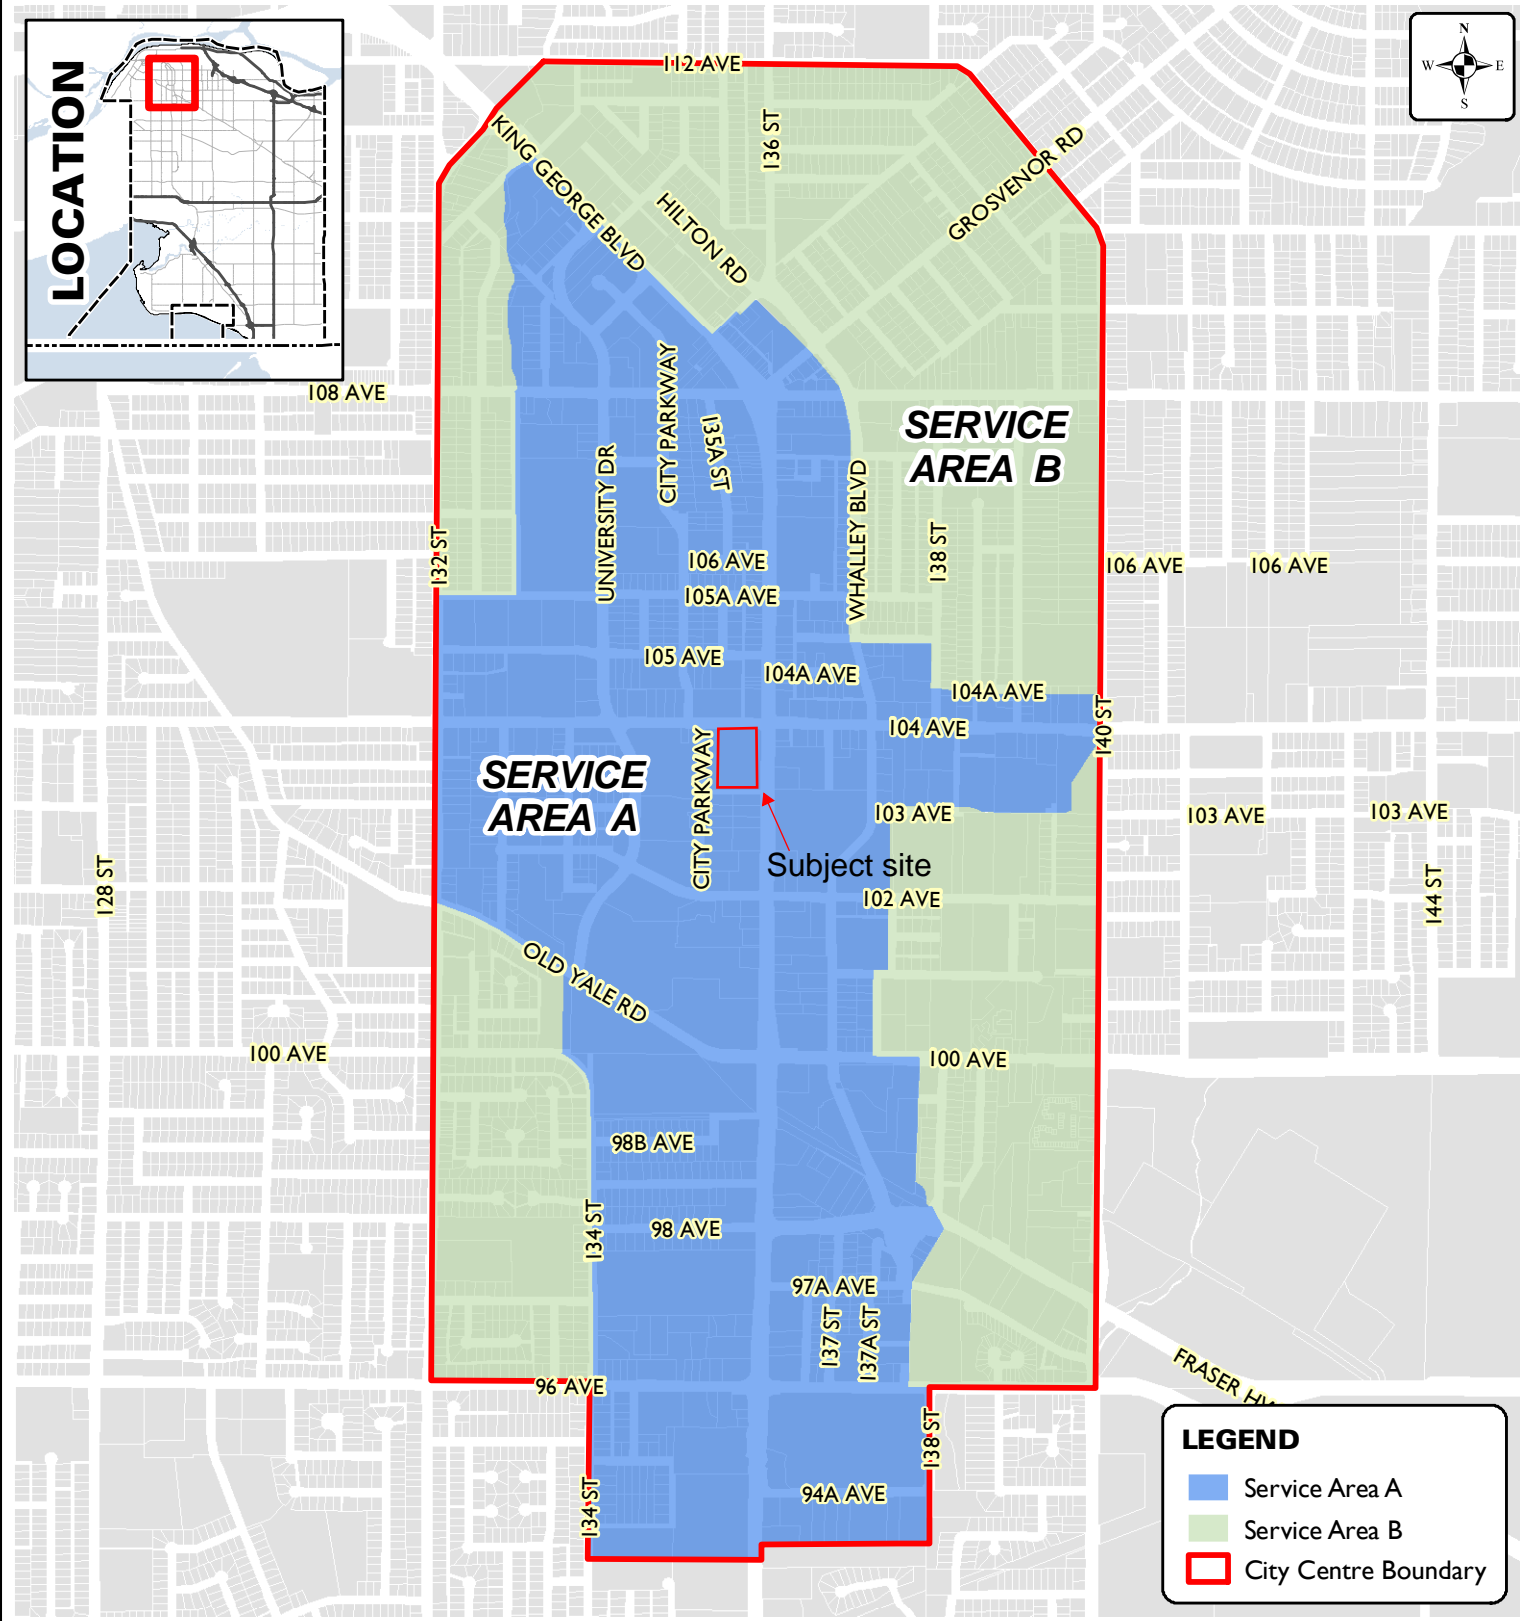 LOCATION
N
W E
S
112 AVE
136 ST
KING GEORGE BLVD
HILTON RD
GROSVENOR RD
108 AVE
CITY PARKWAY
135A ST
UNIVERSITY DR
WHALLEY BLVD
SERVICE
AREA B
132 ST
138 ST
106 AVE
106 AVE
106 AVE
105A AVE
105 AVE
104A AVE
104A AVE
104 AVE
140 ST
SERVICE
AREA A
CITY PARKWAY
103 AVE
103 AVE
103 AVE
Subject site
128 ST
102 AVE
144 ST
OLD YALE RD
100 AVE
100 AVE
98B AVE
134 ST
98 AVE
97A AVE
137 ST
137A ST
96 AVE
FRASER
138 ST
134 ST
94A AVE
LEGEND
Service Area A
Service Area B
City Centre Boundary